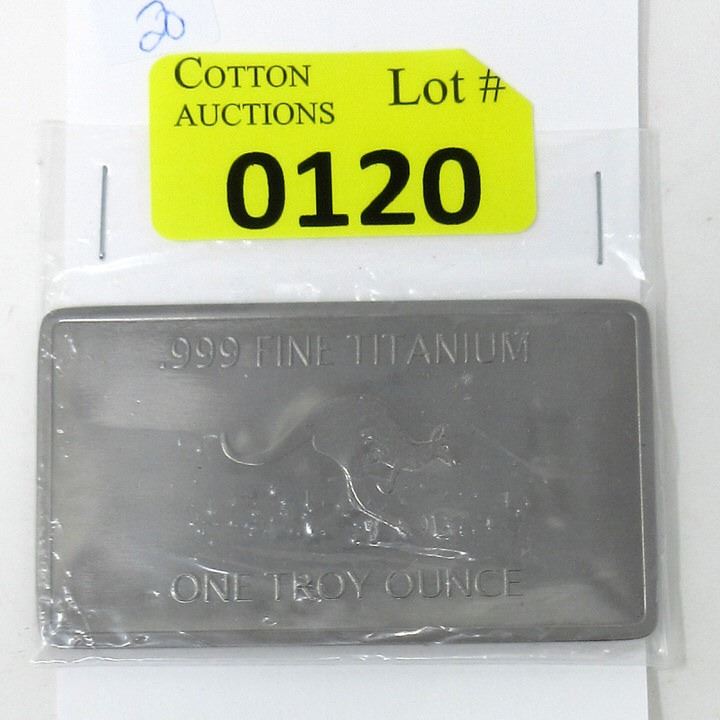 20
COTTON
AUCTIONS
Lot #
0120
.999 FINE TITANIUM
ONE TROY OUNCE